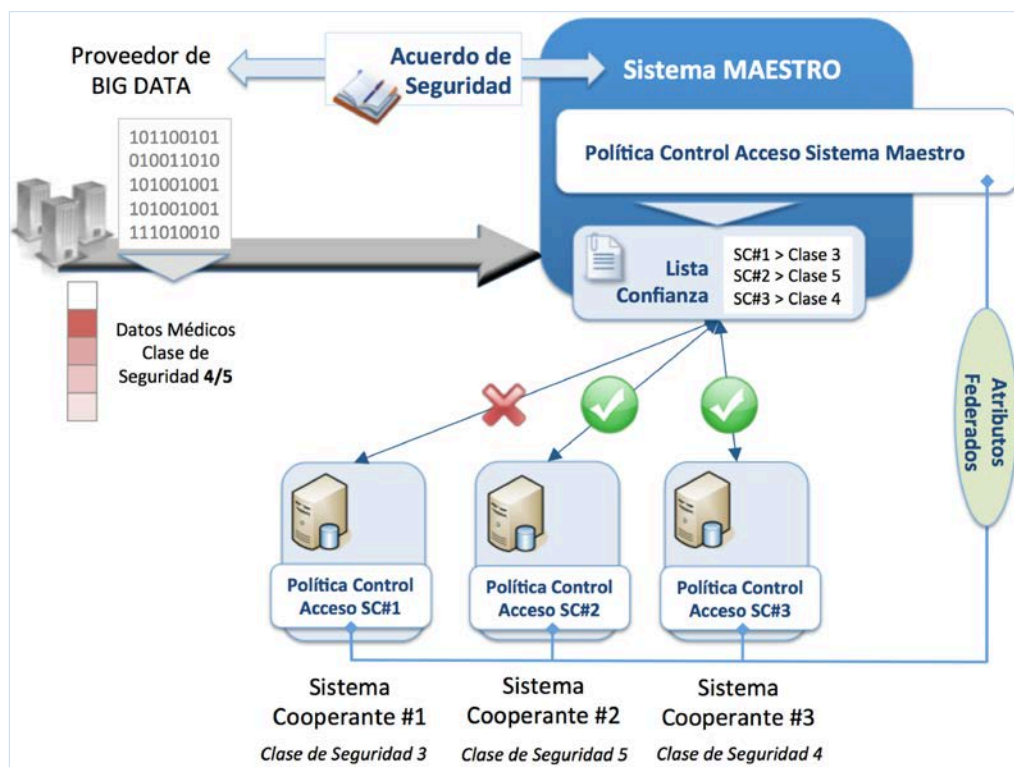 Proveedor de
BIG DATA
Acuerdo de
Seguridad
Sistema MAESTRO
101100101
010011010
101001001
101001001
111010010
Política Control Acceso Sistema Maestro
Lista
Confianza
SC#1 > Clase 3
SC#2 > Clase 5
SC#3 > Clase 4
Datos Médicos
Clase de
Seguridad 4/5
Atributos
Federados
Política Control
Acceso SC#1
Política Control
Acceso SC#2
Política Control
Acceso SC#3
Sistema
Cooperante #1
Clase de Seguridad 3
Sistema
Cooperante #2
Clase de Seguridad 5
Sistema
Cooperante #3
Clase de Seguridad 4